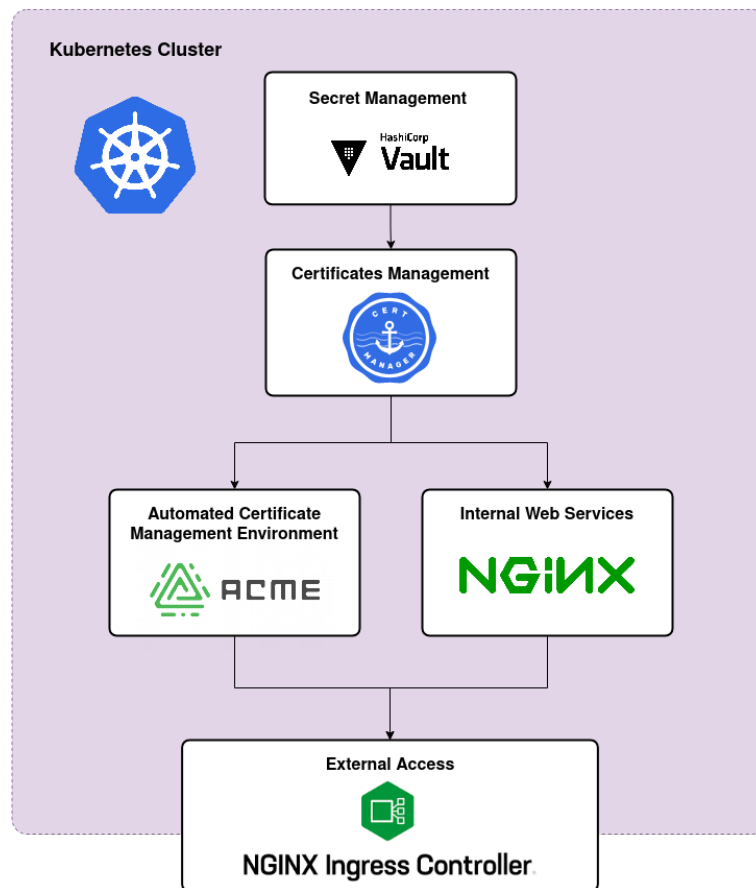 Kubernetes Cluster
Secret Management
HashiCorp
Vault
Certificates Management
CERT
MANAGER
Automated Certificate
Management Environment
ACME
Internal Web Services
NGiNX
External Access
NGINX Ingress Controller